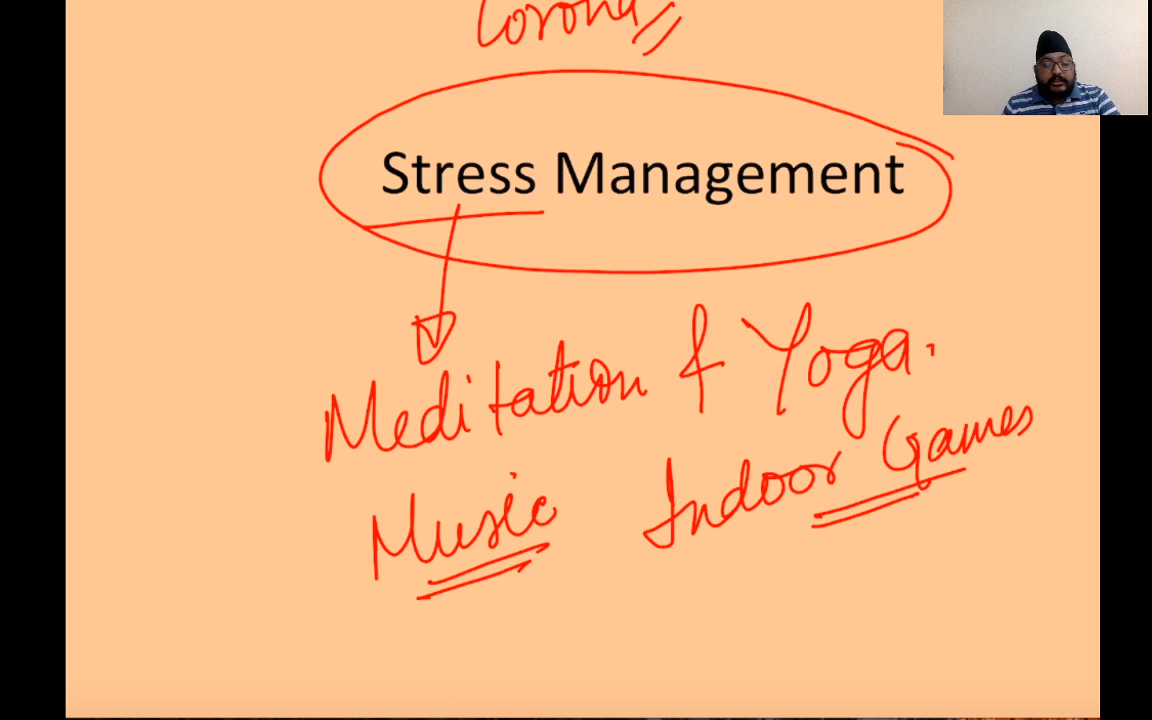 Corona
Stress Management
Meditation & Yoga.
Music Indoor Games